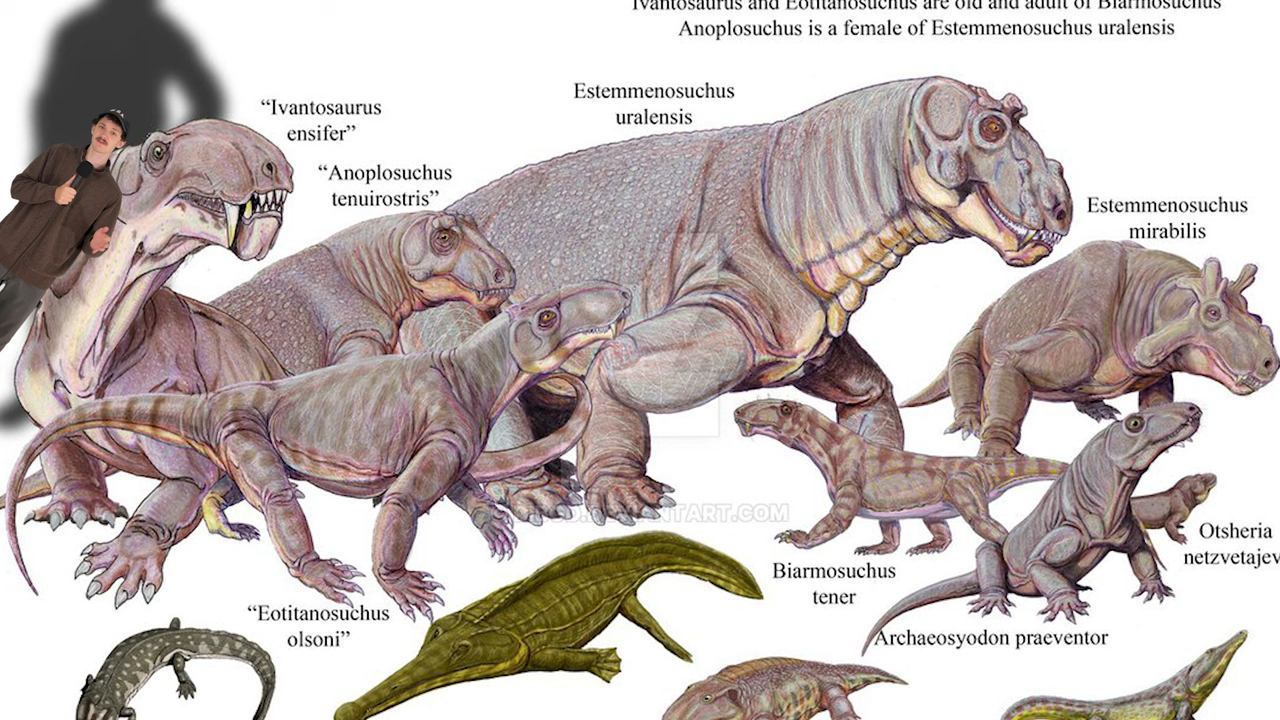 Ivantosaurus and Eotitanosuchus are old and adult of Biarmosuchus
Anoplosuchus is a female of Estemmenosuchus uralensis
Estemmenosuchus
uralensis
“Ivantosaurus
ensifer”
“Anoplosuchus
tenuirostris”
Estemmenosuchus
mirabilis
Otsheria
netzvetajev
Biarmosuchus
tener
“Eotitanosuchus
olsoni”
Archaeosyodon praeventor